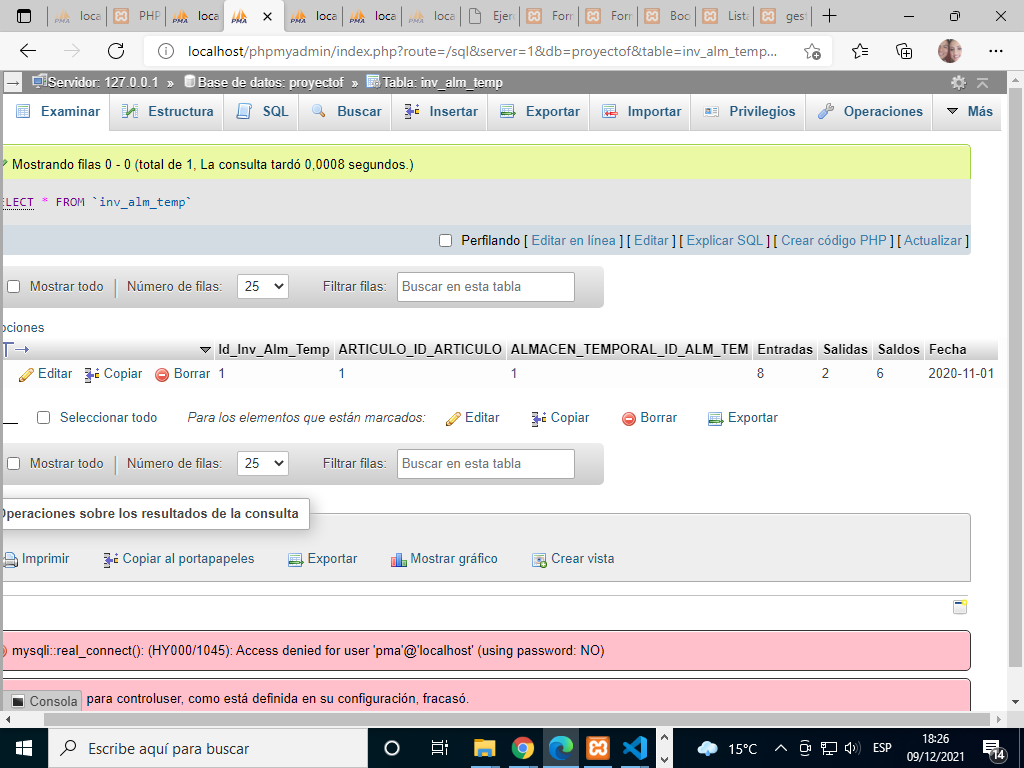 loca
PHP
loca
loca
loca
loca
loca
Ejer
Forr
Forr
Boo
Lista
gest
localhost/phpmyadmin/index.php?route=/sql&server=1&db=proyectof&table=inv_alm_temp...
Servidor: 127.0.0.1 » Base de datos: proyectof » Tabla: inv_alm_temp
Examinar Estructura SQL Buscar Insertar Exportar Importar Privilegios Operaciones Más
Mostrando filas 0 - 0 (total de 1, La consulta tardó 0,0008 segundos.)
ELECT * FROM `inv_alm_temp`
Perfilando [ Editar en línea ] [ Editar ] [ Explicar SQL ] [ Crear código PHP ] [ Actualizar ]
Mostrar todo Número de filas: 25 Filtrar filas: Buscar en esta tabla
pciones
Id_Inv_Alm_Temp ARTICULO_ID_ARTICULO ALMACEN_TEMPORAL_ID_ALM_TEM Entradas Salidas Saldos Fecha
Editar Copiar Borrar 1 1 1 8 2 6 2020-11-01
Seleccionar todo Para los elementos que están marcados: Editar Copiar Borrar Exportar
Mostrar todo Número de filas: 25 Filtrar filas: Buscar en esta tabla
Operaciones sobre los resultados de la consulta
Imprimir Copiar al portapapeles Exportar Mostrar gráfico Crear vista
mysqli::real_connect(): (HY000/1045): Access denied for user 'pma'@'localhost' (using password: NO)
Consola para controluser, como está definida en su configuración, fracasó.
Escribe aquí para buscar
15°C
ESP
18:26
09/12/2021
14